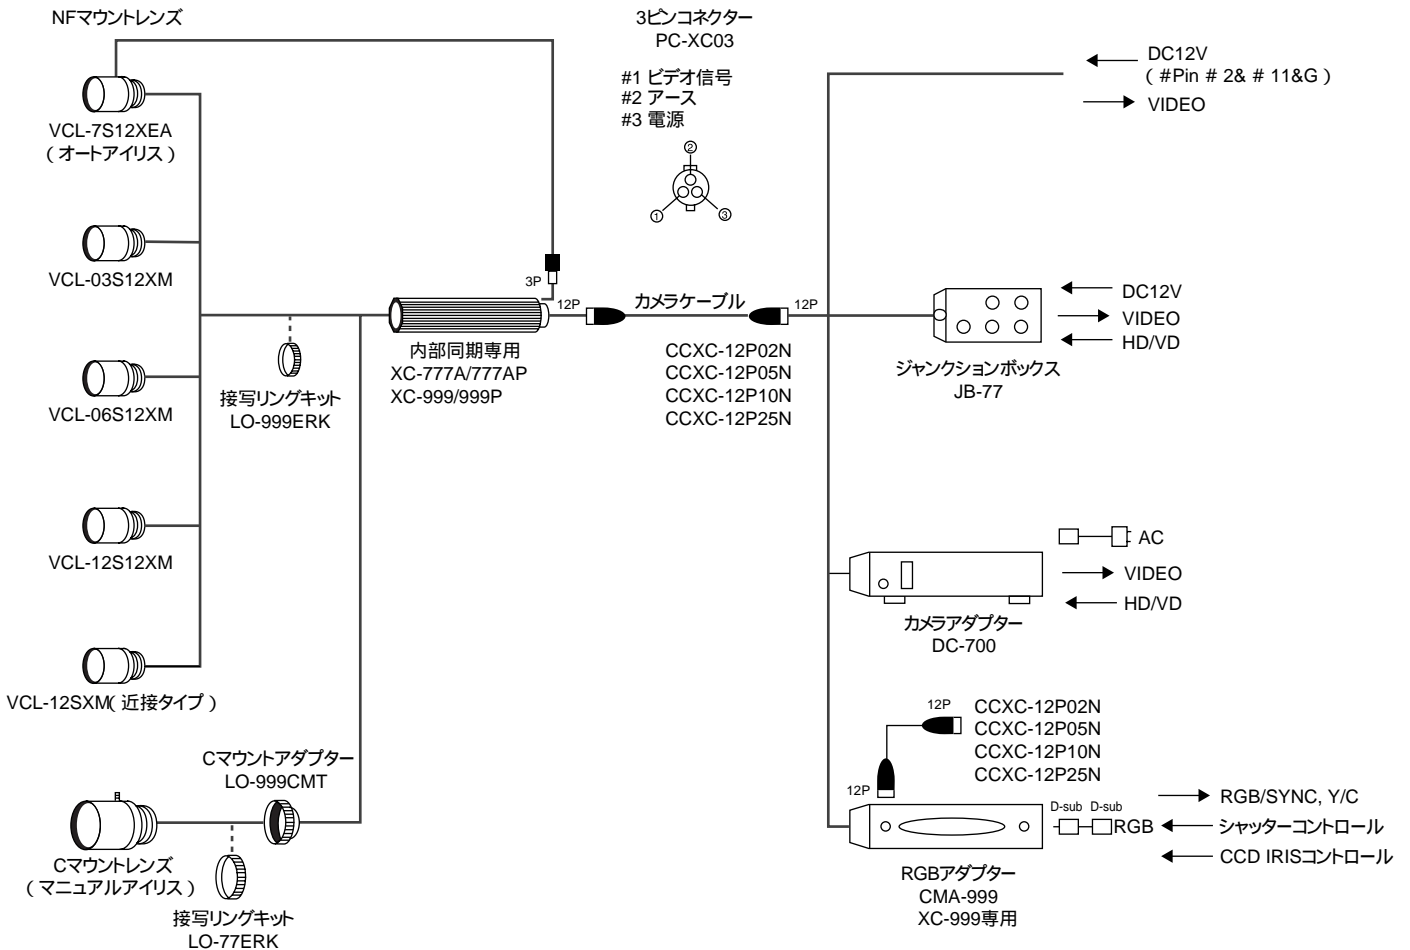 NFマウントレンズ
VCL-7S12XEA
(オートアイリス)
VCL-03S12XM
VCL-06S12XM
VCL-12S12XM
VCL-12SXM(近接タイプ)
Cマウントアダプター
LO-999CMT
Cマウントレンズ
(マニュアルアイリス)
接写リングキット
LO-77ERK
接写リングキット
LO-999ERK
3P
12P
内部同期専用
XC-777A/777AP
XC-999/999P
3ピンコネクター
PC-XC03
#1 ビデオ信号
#2 アース
#3 電源
②
① ③
カメラケーブル
12P
CCXC-12P02N
CCXC-12P05N
CCXC-12P10N
CCXC-12P25N
DC12V
(#Pin # 2& # 11&G)
VIDEO
DC12V
VIDEO
HD/VD
ジャンクションボックス
JB-77
AC
VIDEO
HD/VD
カメラアダプター
DC-700
12P
CCXC-12P02N
CCXC-12P05N
CCXC-12P10N
CCXC-12P25N
12P
D-sub D-sub
RGB
RGB/SYNC, Y/C
シャッターコントロール
CCD IRISコントロール
RGBアダプター
CMA-999
XC-999専用